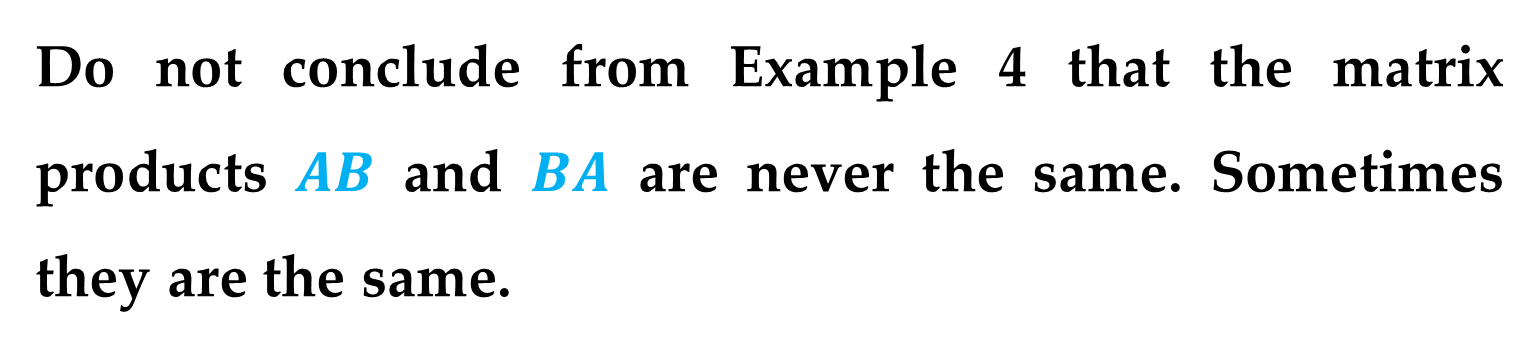 Do not conclude from Example 4 that the matrix
products AB and BA are never the same. Sometimes
they are the same.